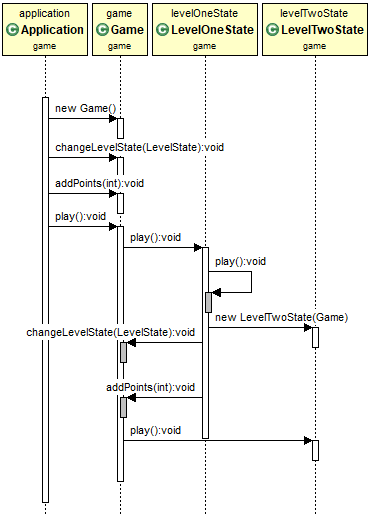 application
Application
game
game
Game
game
levelOneState
LevelOneState
game
levelTwoState
LevelTwoState
game
new Game()
changeLevelState(LevelState):void
addPoints(int):void
play():void
play():void
play():void
new LevelTwoState(Game)
changeLevelState(LevelState):void
addPoints(int):void
play():void